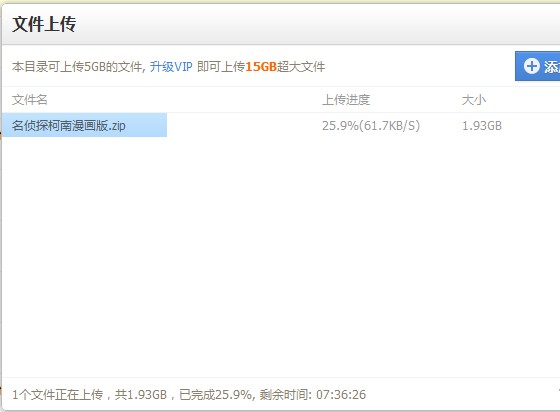 文件上传
本目录可上传5GB的文件, 升级VIP 即可上传15GB超大文件
文件名 上传进度 大小
名侦探柯南漫画版.zip 25.9%(61.7KB/S) 1.93GB
1个文件正在上传，共1.93GB，已完成25.9%, 剩余时间: 07:36:26